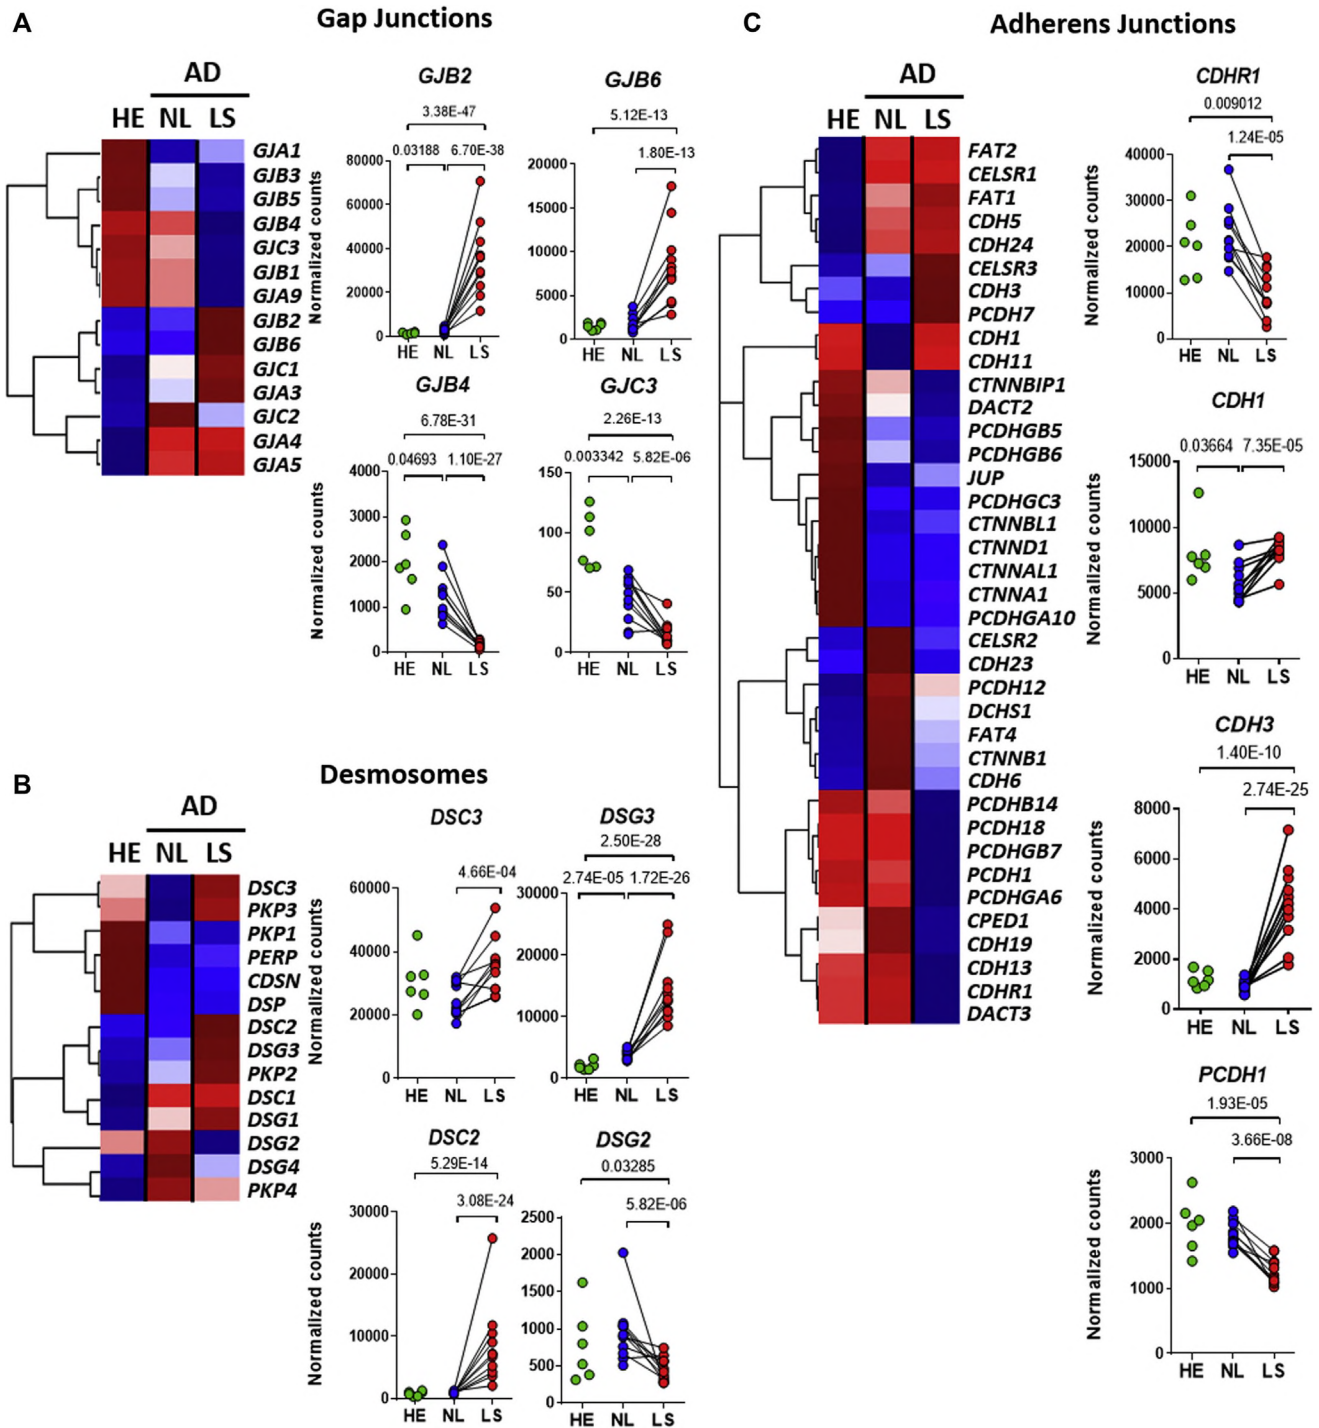 A
Gap Junctions
AD
HE NL LS
GJA1
GJB3
GJB5
GJB4
GJC3
GJB1
GJA9
GJB2
GJB6
GJC1
GJA3
GJC2
GJA4
GJA5
GJB2
3.38E-47
0.03188 6.70E-38
Normalized counts
80000
60000
40000
20000
0
HE NL LS
GJB6
5.12E-13
1.80E-13
20000
15000
10000
5000
0
HE NL LS
GJB4
6.78E-31
0.04693 1.10E-27
Normalized counts
4000
3000
2000
1000
0
HE NL LS
GJC3
2.26E-13
0.003342 5.82E-06
150
100
50
0
HE NL LS
B
Desmosomes
AD
HE NL LS
DSC3
PKP3
PKP1
PERP
CDSN
DSP
DSC2
DSG3
PKP2
DSC1
DSG1
DSG2
DSG4
PKP4
DSC3
4.66E-04
Normalized counts
60000
40000
20000
0
HE NL LS
DSG3
2.50E-28
2.74E-05 1.72E-26
30000
20000
10000
0
HE NL LS
DSC2
5.29E-14
3.08E-24
Normalized counts
30000
20000
10000
0
HE NL LS
DSG2
0.03285
5.82E-06
2500
2000
1500
1000
500
0
HE NL LS
C
Adherens Junctions
AD
HE NL LS
FAT2
CELSR1
FAT1
CDH5
CDH24
CELSR3
CDH3
PCDH7
CDH1
CDH11
CTNNBIP1
DACT2
PCDHGB5
PCDHGB6
JUP
PCDHGC3
CTNNBL1
CTNND1
CTNNAL1
CTNNA1
PCDHGA10
CELSR2
CDH23
PCDH12
DCHS1
FAT4
CTNNB1
CDH6
PCDHB14
PCDH18
PCDHGB7
PCDH1
PCDHGA6
CPED1
CDH19
CDH13
CDHR1
DACT3
CDHR1
0.009012
1.24E-05
Normalized counts
40000
30000
20000
10000
0
HE NL LS
CDH1
0.03664 7.35E-05
Normalized counts
15000
10000
5000
0
HE NL LS
CDH3
1.40E-10
2.74E-25
Normalized counts
8000
6000
4000
2000
0
HE NL LS
PCDH1
1.93E-05
3.66E-08
Normalized counts
3000
2000
1000
0
HE NL LS